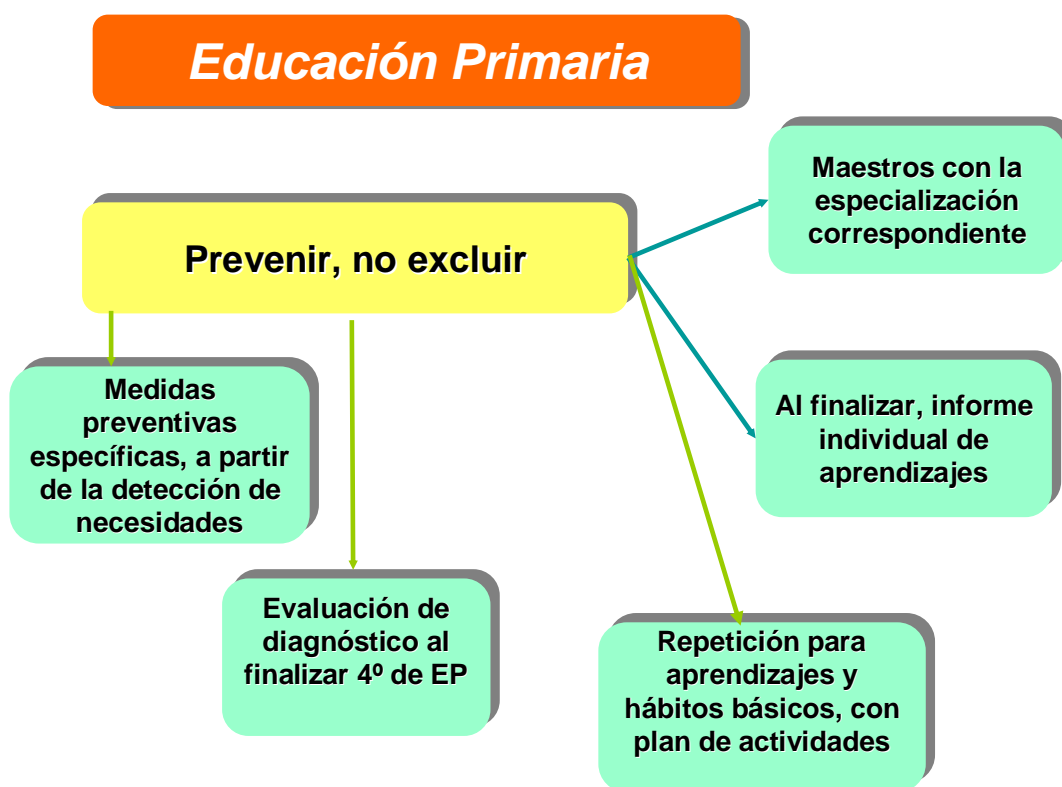 Educación Primaria
Prevenir, no excluir
Maestros con la
especialización
correspondiente
Medidas
preventivas
específicas, a partir
de la detección de
necesidades
Al finalizar, informe
individual de
aprendizajes
Evaluación de
diagnóstico al
finalizar 4º de EP
Repetición para
aprendizajes y
hábitos básicos, con
plan de actividades